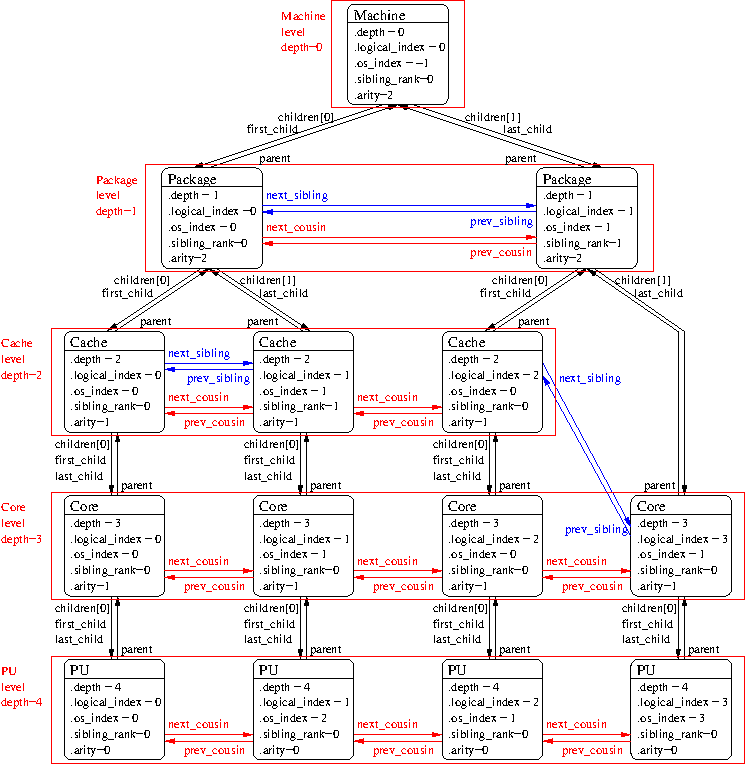 Machine
level
depth=0
Machine
.depth=0
.logical_index=0
.os_index=-1
.sibling_rank=0
.arity=2
children[0]
first_child
children[1]
last_child
parent
parent
Package
level
depth=1
Package
.depth=1
.logical_index=0
.os_index=0
.sibling_rank=0
.arity=2
next_sibling
prev_sibling
next_cousin
prev_cousin
Package
.depth=1
.logical_index=1
.os_index=1
.sibling_rank=1
.arity=2
children[0]
first_child
children[1]
last_child
children[0]
first_child
children[1]
last_child
parent
parent
parent
Cache
level
depth=2
Cache
.depth=2
.logical_index=0
.os_index=0
.sibling_rank=0
.arity=1
next_sibling
prev_sibling
next_cousin
prev_cousin
Cache
.depth=2
.logical_index=1
.os_index=1
.sibling_rank=1
.arity=1
next_cousin
prev_cousin
Cache
.depth=2
.logical_index=2
.os_index=0
.sibling_rank=0
.arity=1
next_sibling
prev_sibling
children[0]
first_child
last_child
parent
children[0]
first_child
last_child
parent
children[0]
first_child
last_child
parent
parent
Core
level
depth=3
Core
.depth=3
.logical_index=0
.os_index=0
.sibling_rank=0
.arity=1
next_cousin
prev_cousin
Core
.depth=3
.logical_index=1
.os_index=1
.sibling_rank=0
.arity=1
next_cousin
prev_cousin
Core
.depth=3
.logical_index=2
.os_index=0
.sibling_rank=0
.arity=1
next_cousin
prev_cousin
Core
.depth=3
.logical_index=3
.os_index=1
.sibling_rank=0
.arity=1
children[0]
first_child
last_child
parent
children[0]
first_child
last_child
parent
children[0]
first_child
last_child
parent
children[0]
first_child
last_child
parent
PU
level
depth=4
PU
.depth=4
.logical_index=0
.os_index=0
.sibling_rank=0
.arity=0
next_cousin
prev_cousin
PU
.depth=4
.logical_index=1
.os_index=2
.sibling_rank=0
.arity=0
next_cousin
prev_cousin
PU
.depth=4
.logical_index=2
.os_index=1
.sibling_rank=0
.arity=0
next_cousin
prev_cousin
PU
.depth=4
.logical_index=3
.os_index=3
.sibling_rank=0
.arity=0